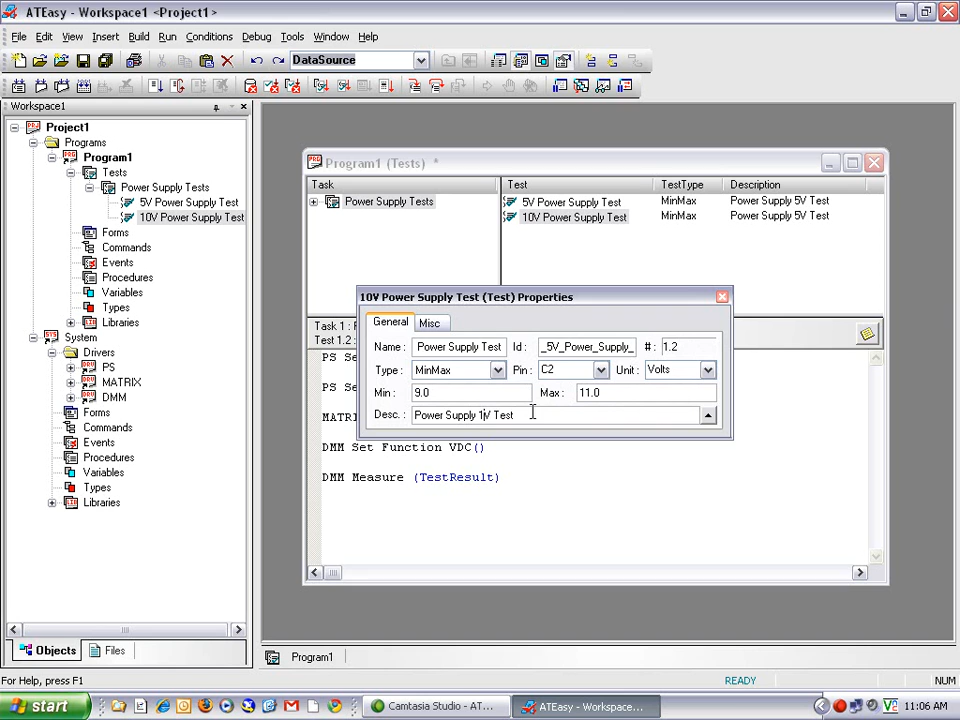 ATEasy - Workspace1 <Project1>
File Edit View Insert Build Run Conditions Debug Tools Window Help
DataSource
Workspace1
Project1
Programs
Program1
Tests
Power Supply Tests
5V Power Supply Test
10V Power Supply Test
Forms
Commands
Events
Procedures
Variables
Types
Libraries
System
Drivers
PS
MATRIX
DMM
Forms
Commands
Events
Procedures
Variables
Types
Libraries
Objects Files
Program1 (Tests) *
Task Test TestType Description
Power Supply Tests 5V Power Supply Test MinMax Power Supply 5V Test
10V Power Supply Test MinMax Power Supply 5V Test
10V Power Supply Test (Test) Properties
General Misc
Name : Power Supply Test Id : _5V_Power_Supply_ # : 1.2
Type : MinMax Pin : C2 Unit : Volts
Min : 9.0 Max : 11.0
Desc. : Power Supply 1V Test
Task 1 :
Test 1.2
PS Se
PS Se
MATRI
DMM Set Function VDC()
DMM Measure (TestResult)
Program1
For Help, press F1 READY NUM
start Camtasia Studio - AT... ATEasy - Workspace... 11:06 AM